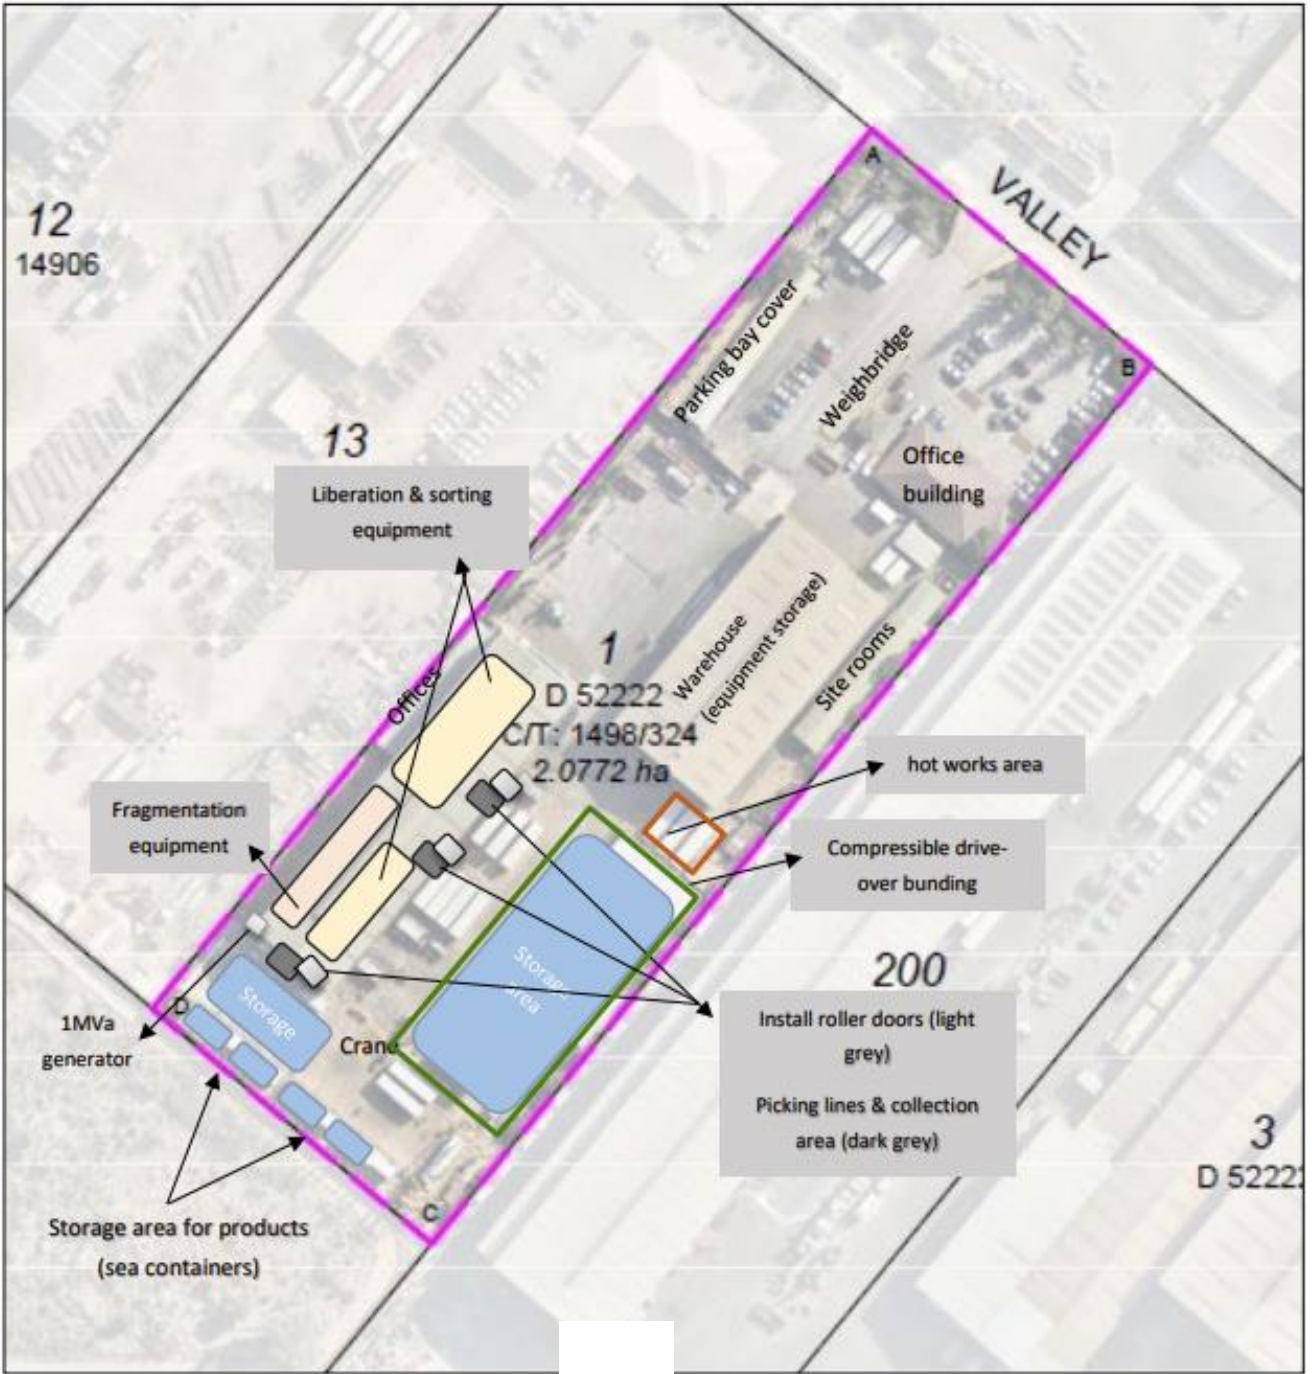 A
VALLEY
12
14906
Parking bay cover
Weighbridge
B
13
Office
building
Liberation & sorting
equipment
1
D 52222
C/T: 1498/324
2.0772 ha
Warehouse
(equipment storage)
Site rooms
Offices
hot works area
Fragmentation
equipment
Compressible drive-
over bunding
200
Storage
area
D
Storage
1MVa
generator
Crane
Install roller doors (light
grey)
Picking lines & collection
area (dark grey)
3
D 52222
C
Storage area for products
(sea containers)